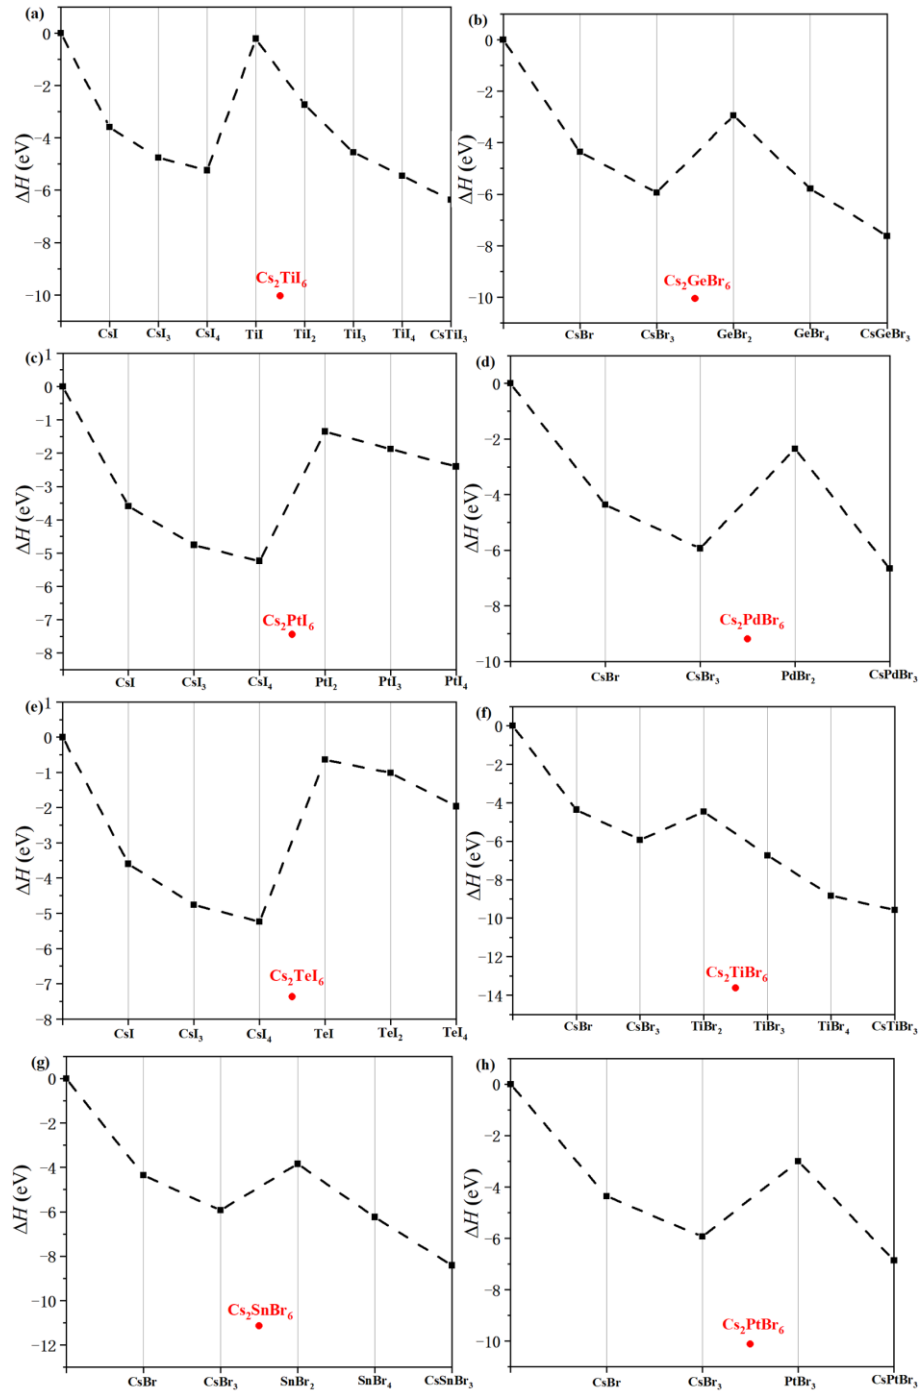 (a)
0
−2
−4
−6
−8
−10
ΔH (eV)
Cs₂TiI₆
CsI CsI₃ CsI₄ TiI TiI₂ TiI₃ TiI₄ CsTiI₃
(b)
0
−2
−4
−6
−8
−10
ΔH (eV)
Cs₂GeBr₆
CsBr CsBr₃ GeBr₂ GeBr₄ CsGeBr₃
(c)
1
0
−1
−2
−3
−4
−5
−6
−7
−8
ΔH (eV)
Cs₂PtI₆
CsI CsI₃ CsI₄ PtI₂ PtI₃ PtI₄
(d)
0
−2
−4
−6
−8
−10
ΔH (eV)
Cs₂PdBr₆
CsBr CsBr₃ PdBr₂ CsPdBr₃
(e)
1
0
−1
−2
−3
−4
−5
−6
−7
−8
ΔH (eV)
Cs₂TeI₆
CsI CsI₃ CsI₄ TeI TeI₂ TeI₄
(f)
0
−2
−4
−6
−8
−10
−12
−14
ΔH (eV)
Cs₂TiBr₆
CsBr CsBr₃ TiBr₂ TiBr₃ TiBr₄ CsTiBr₃
(g)
0
−2
−4
−6
−8
−10
−12
ΔH (eV)
Cs₂SnBr₆
CsBr CsBr₃ SnBr₂ SnBr₄ CsSnBr₃
(h)
0
−2
−4
−6
−8
−10
ΔH (eV)
Cs₂PtBr₆
CsBr CsBr₃ PtBr₃ CsPtBr₃